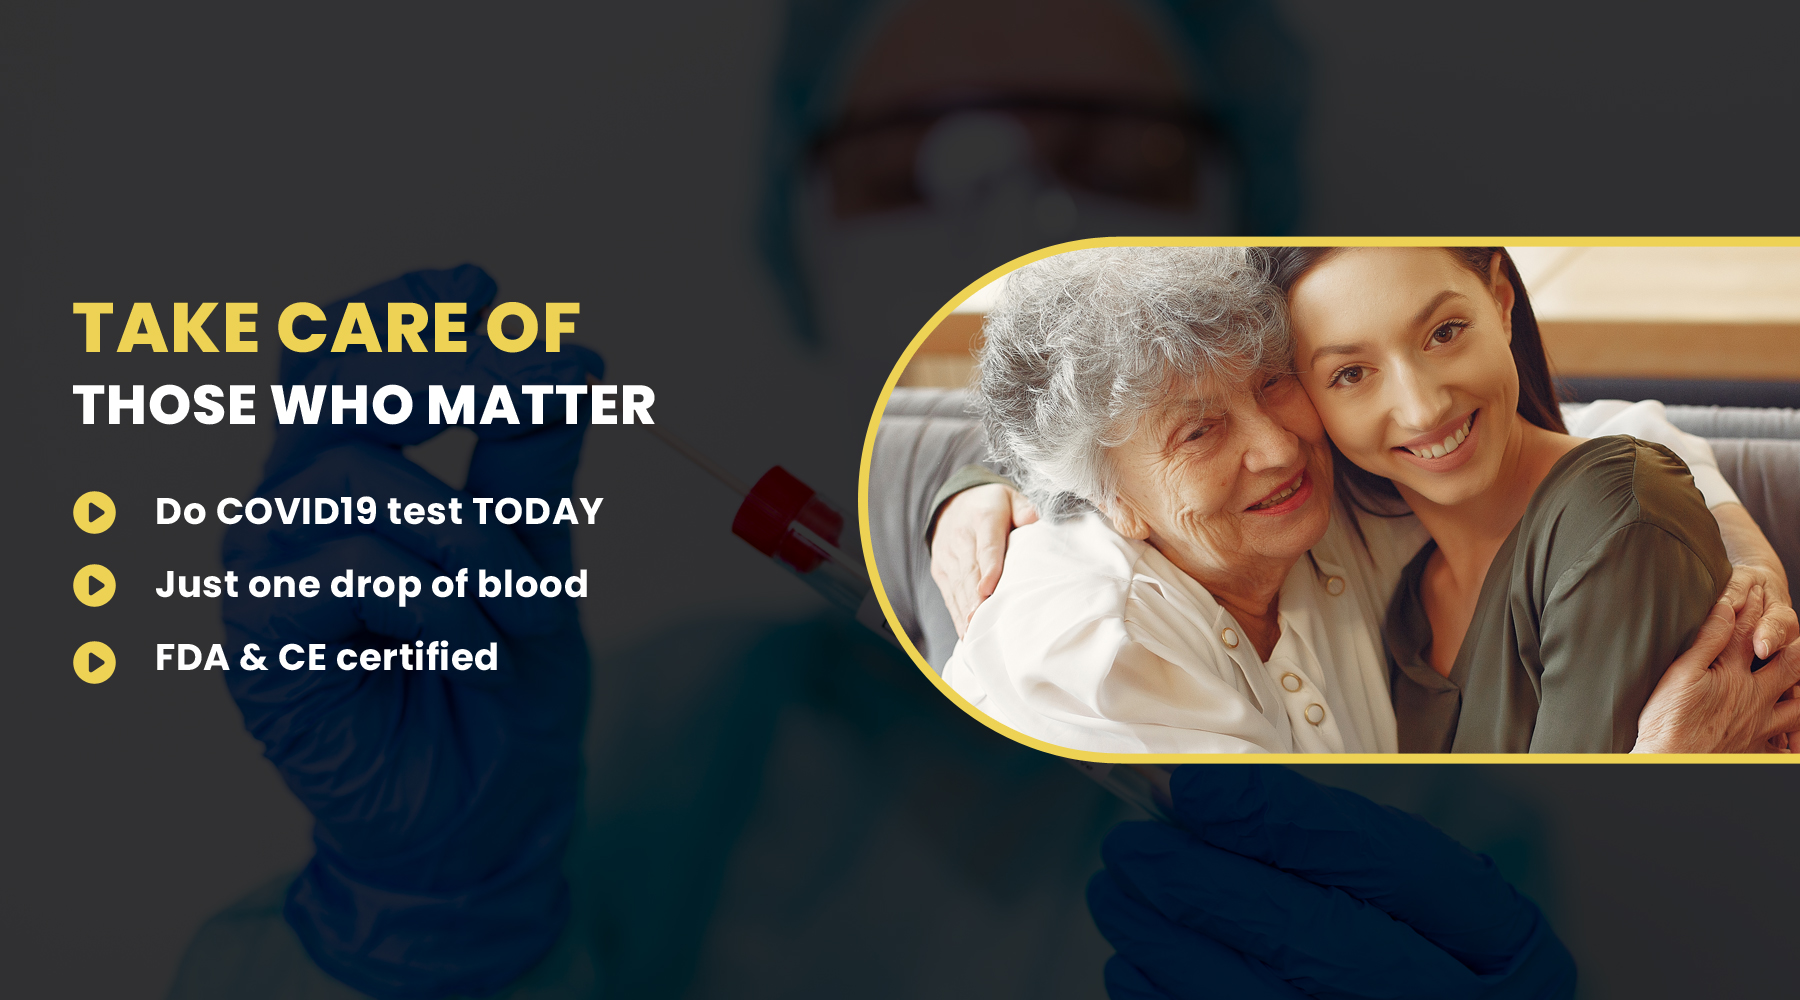 TAKE CARE OF
THOSE WHO MATTER
Do COVID19 test TODAY
Just one drop of blood
FDA & CE certified